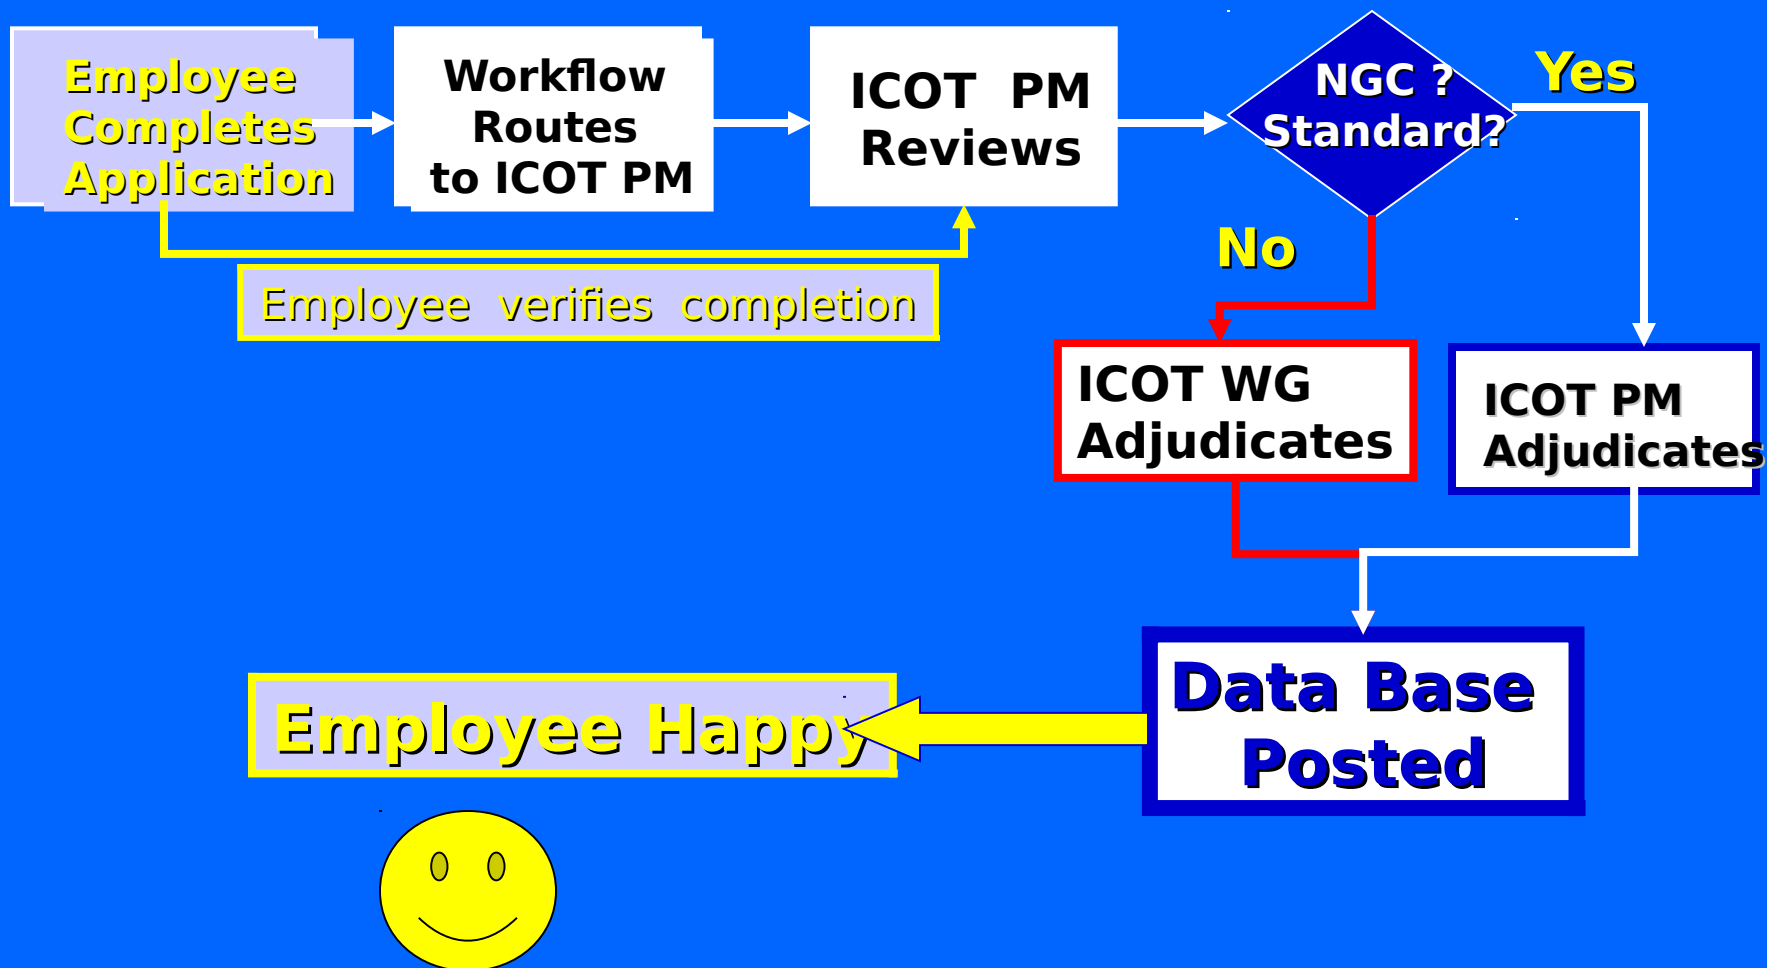 Employee
Completes
Application
Workflow
Routes
to ICOT PM
ICOT PM
Reviews
NGC ?
Standard?
Yes
No
Employee verifies completion
ICOT WG
Adjudicates
ICOT PM
Adjudicates
Data Base
Posted
Employee Happy